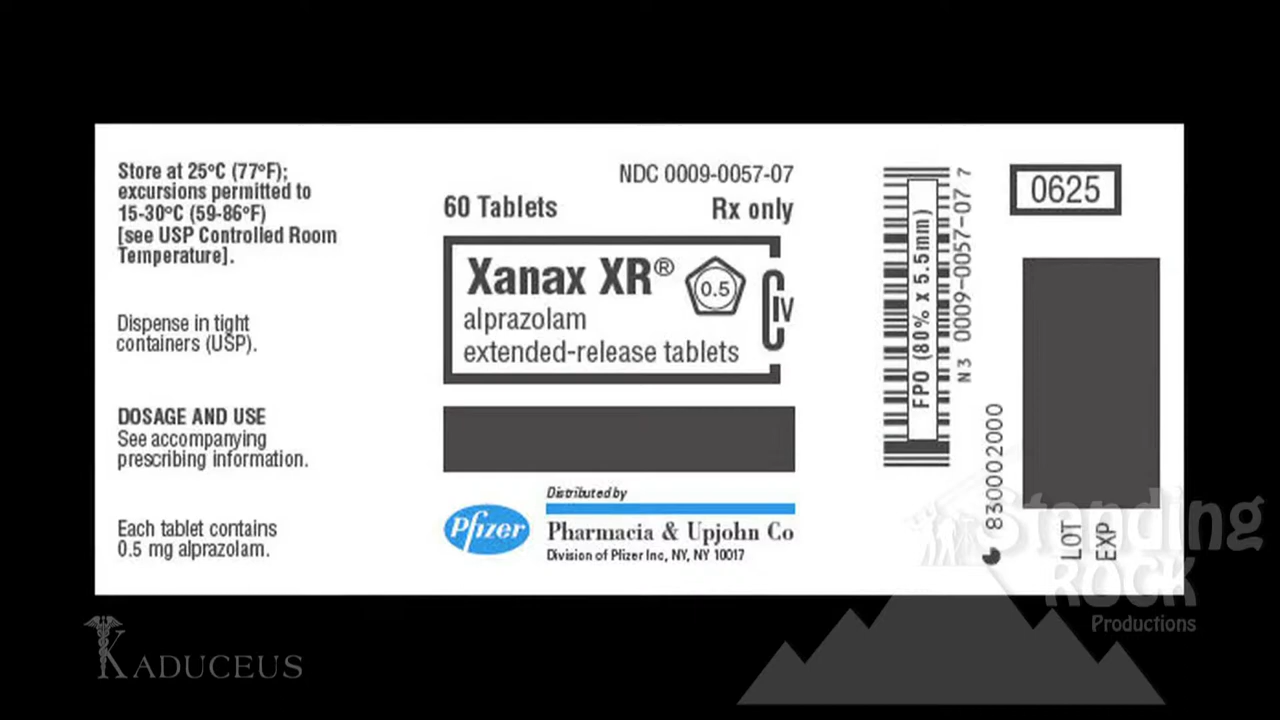 Store at 25°C (77°F);
excursions permitted to
15-30°C (59-86°F)
[see USP Controlled Room
Temperature].
Dispense in tight
containers (USP).
DOSAGE AND USE
See accompanying
prescribing information.
Each tablet contains
0.5 mg alprazolam.
NDC 0009-0057-07
60 Tablets Rx only
Xanax XR® 0.5
CIV
alprazolam
extended-release tablets
Distributed by
Pfizer
Pharmacia & Upjohn Co
Division of Pfizer Inc, NY, NY 10017
FPO (80% x 5.5mm)
N3 0009-0057-07 7
830002000
0625
LOT
EXP
KADUCEUS
Standing
ROCK
Productions